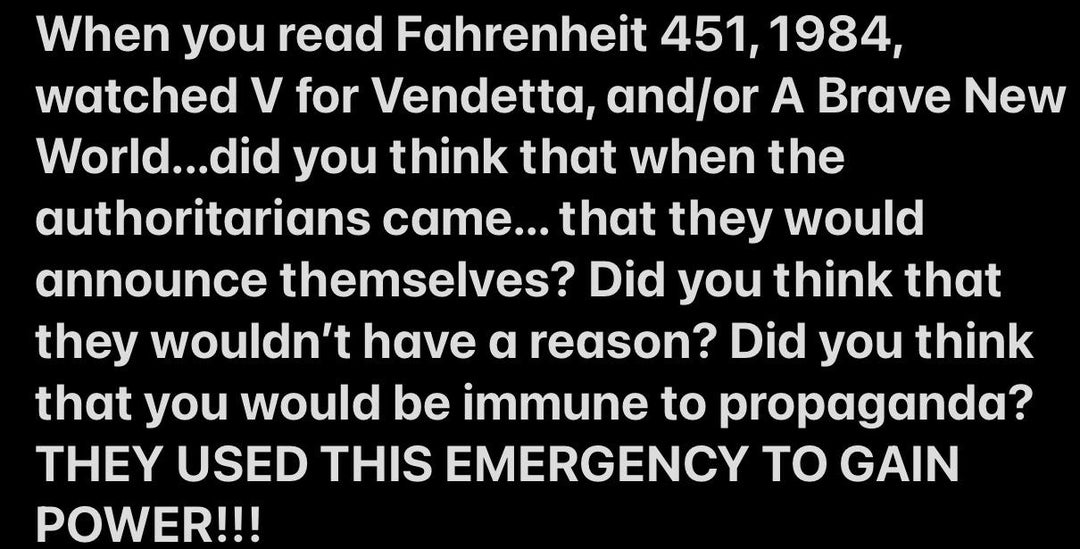 When you read Fahrenheit 451, 1984,
watched V for Vendetta, and/or A Brave New
World...did you think that when the
authoritarians came... that they would
announce themselves? Did you think that
they wouldn’t have a reason? Did you think
that you would be immune to propaganda?
THEY USED THIS EMERGENCY TO GAIN
POWER!!!